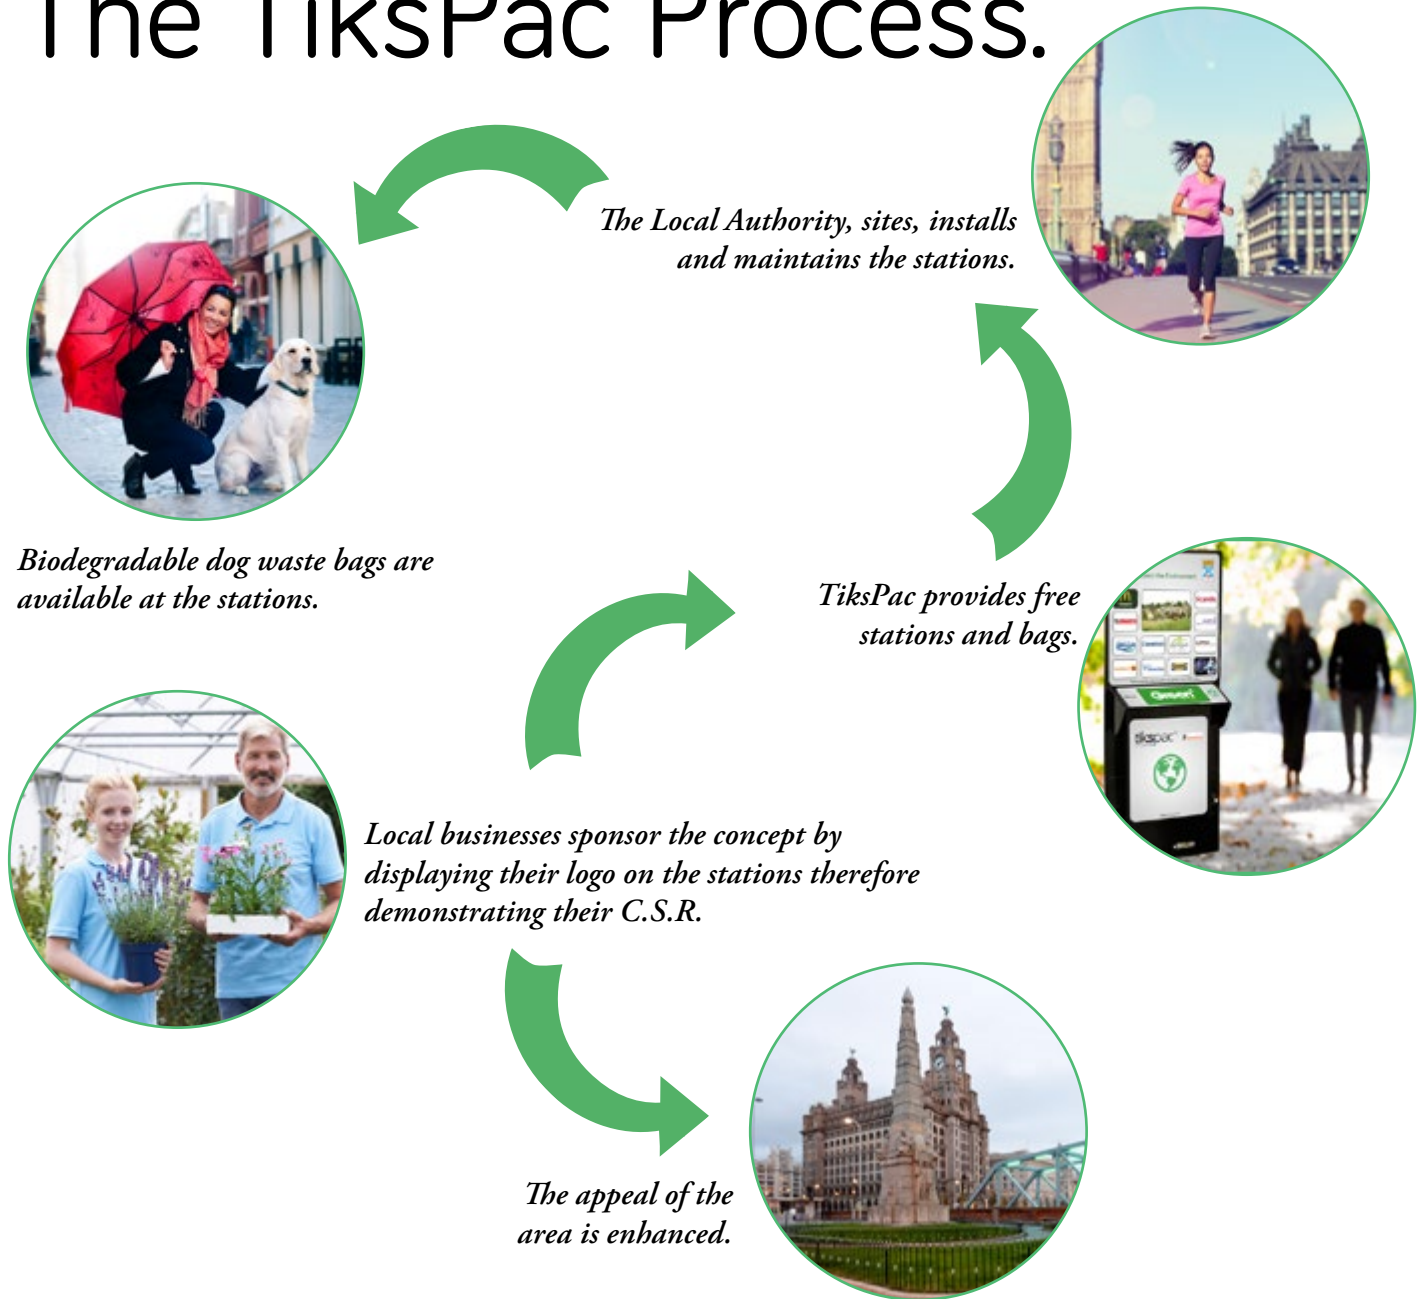 The TiksPac Process.
The Local Authority, sites, installs
and maintains the stations.
Biodegradable dog waste bags are
available at the stations.
TiksPac provides free
stations and bags.
Green
tikspac
Local businesses sponsor the concept by
displaying their logo on the stations therefore
demonstrating their C.S.R.
The appeal of the
area is enhanced.